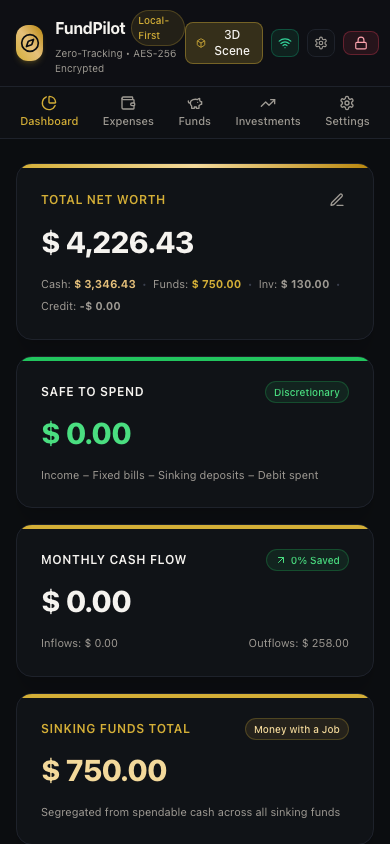 FundPilot
Local-First
Zero-Tracking • AES-256 Encrypted
3D Scene
Dashboard
Expenses
Funds
Investments
Settings
TOTAL NET WORTH
$ 4,226.43
Cash: $ 3,346.43 · Funds: $ 750.00 · Inv: $ 130.00 ·
Credit: -$ 0.00
SAFE TO SPEND
Discretionary
$ 0.00
Income – Fixed bills – Sinking deposits – Debit spent
MONTHLY CASH FLOW
0% Saved
$ 0.00
Inflows: $ 0.00
Outflows: $ 258.00
SINKING FUNDS TOTAL
Money with a Job
$ 750.00
Segregated from spendable cash across all sinking funds